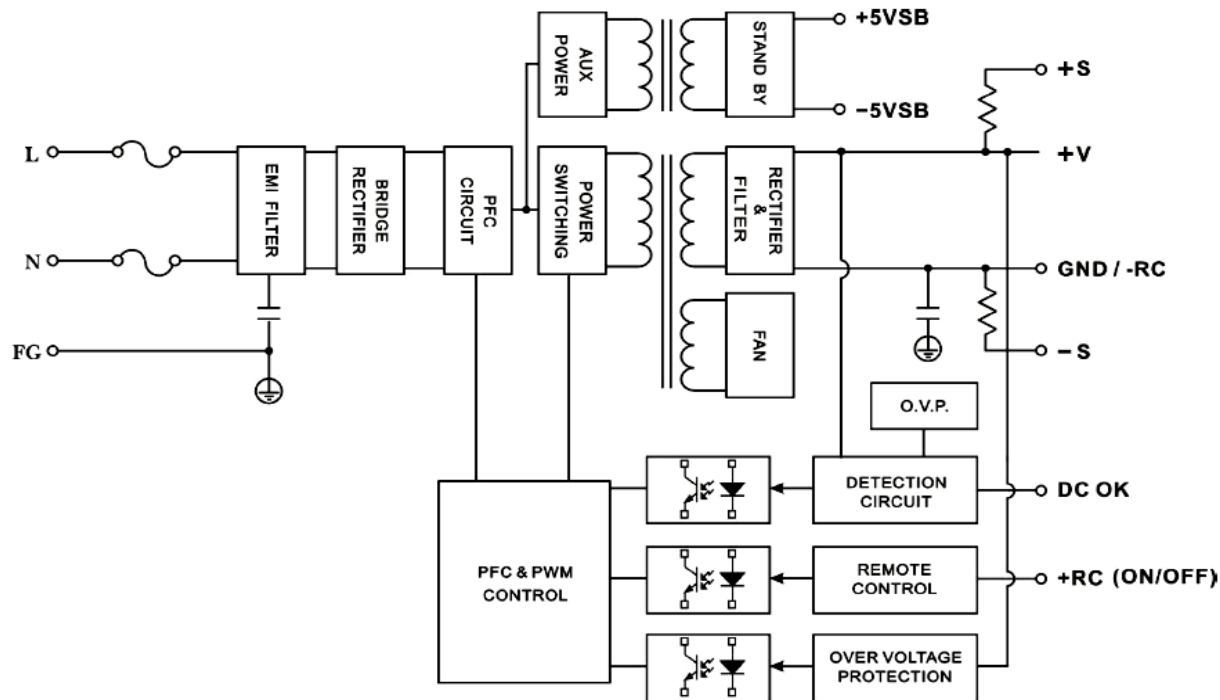 AUX
POWER
STAND BY
+5VSB
−5VSB
+S
L
EMI FILTER
BRIDGE
RECTIFIER
PFC
CIRCUIT
POWER
SWITCHING
RECTIFIER
&
FILTER
+V
N
GND / -RC
FG
FAN
− S
O.V.P.
DETECTION
CIRCUIT
DC OK
PFC & PWM
CONTROL
REMOTE
CONTROL
+RC (ON/OFF)
OVER VOLTAGE
PROTECTION